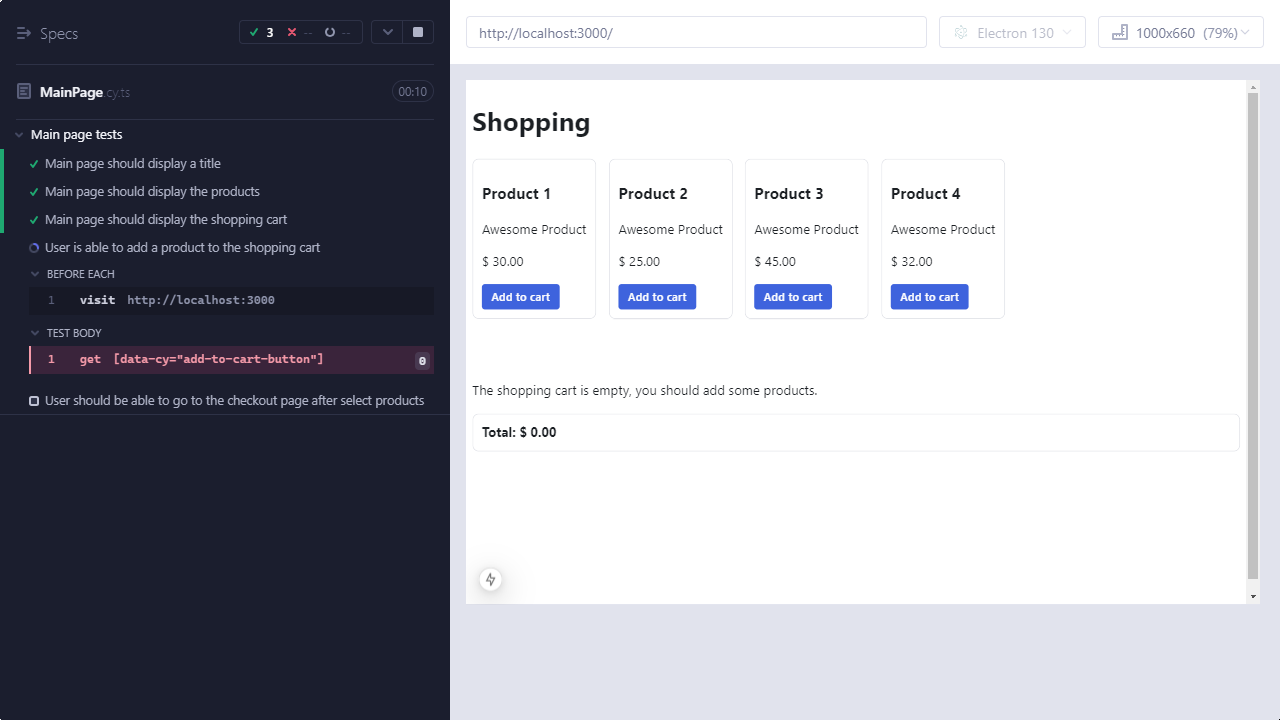 Specs
3
--
--
MainPage.cy.ts
00:10
Main page tests
Main page should display a title
Main page should display the products
Main page should display the shopping cart
User is able to add a product to the shopping cart
BEFORE EACH
1 visit http://localhost:3000
TEST BODY
1 get [data-cy="add-to-cart-button"] 0
User should be able to go to the checkout page after select products
http://localhost:3000/
Electron 130
1000x660 (79%)
Shopping
Product 1
Awesome Product
$ 30.00
Add to cart
Product 2
Awesome Product
$ 25.00
Add to cart
Product 3
Awesome Product
$ 45.00
Add to cart
Product 4
Awesome Product
$ 32.00
Add to cart
The shopping cart is empty, you should add some products.
Total: $ 0.00